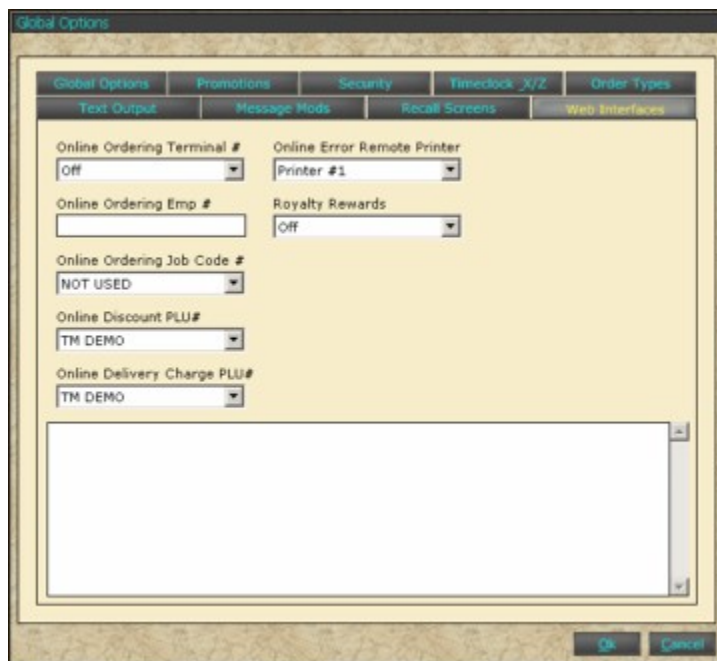 Global Options
Global Options Promotions Security Timeclock _X/Z Order Types
Text Output Message Mods Recall Screens Web Interfaces
Online Ordering Terminal # Online Error Remote Printer
Off Printer #1
Online Ordering Emp # Royalty Rewards
Off
Online Ordering Job Code #
NOT USED
Online Discount PLU#
TM DEMO
Online Delivery Charge PLU#
TM DEMO
Ok Cancel